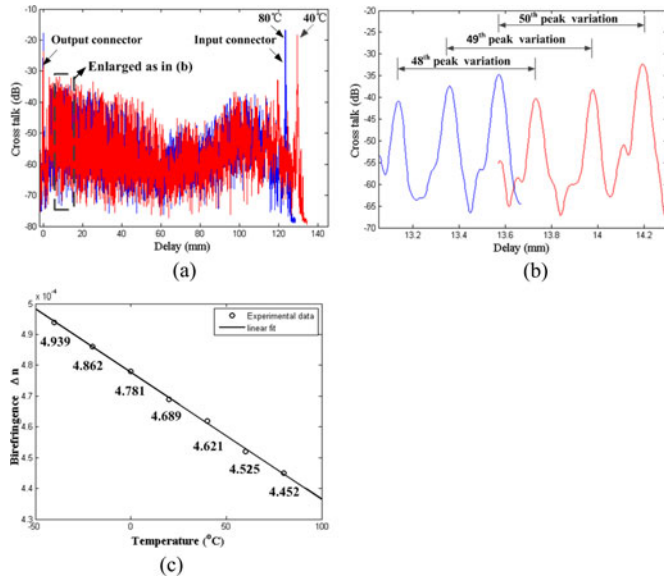 (a)
80℃
40℃
Output connector
Input connector
Enlarged as in (b)
Cross talk (dB)
-20
-30
-40
-50
-60
-70
-80
0 20 40 60 80 100 120 140
Delay (mm)
(a)
(b)
50th peak variation
49th peak variation
48th peak variation
Cross talk (dB)
-20
-25
-30
-35
-40
-45
-50
-55
-60
-65
-70
13.2 13.4 13.6 13.8 14 14.2
Delay (mm)
(b)
x 10-4
Experimental data
linear fit
Birefringence Δ n
5
4.9
4.8
4.7
4.6
4.5
4.4
4.3
4.939
4.862
4.781
4.689
4.621
4.525
4.452
-50 0 50 100
Temperature (°C)
(c)